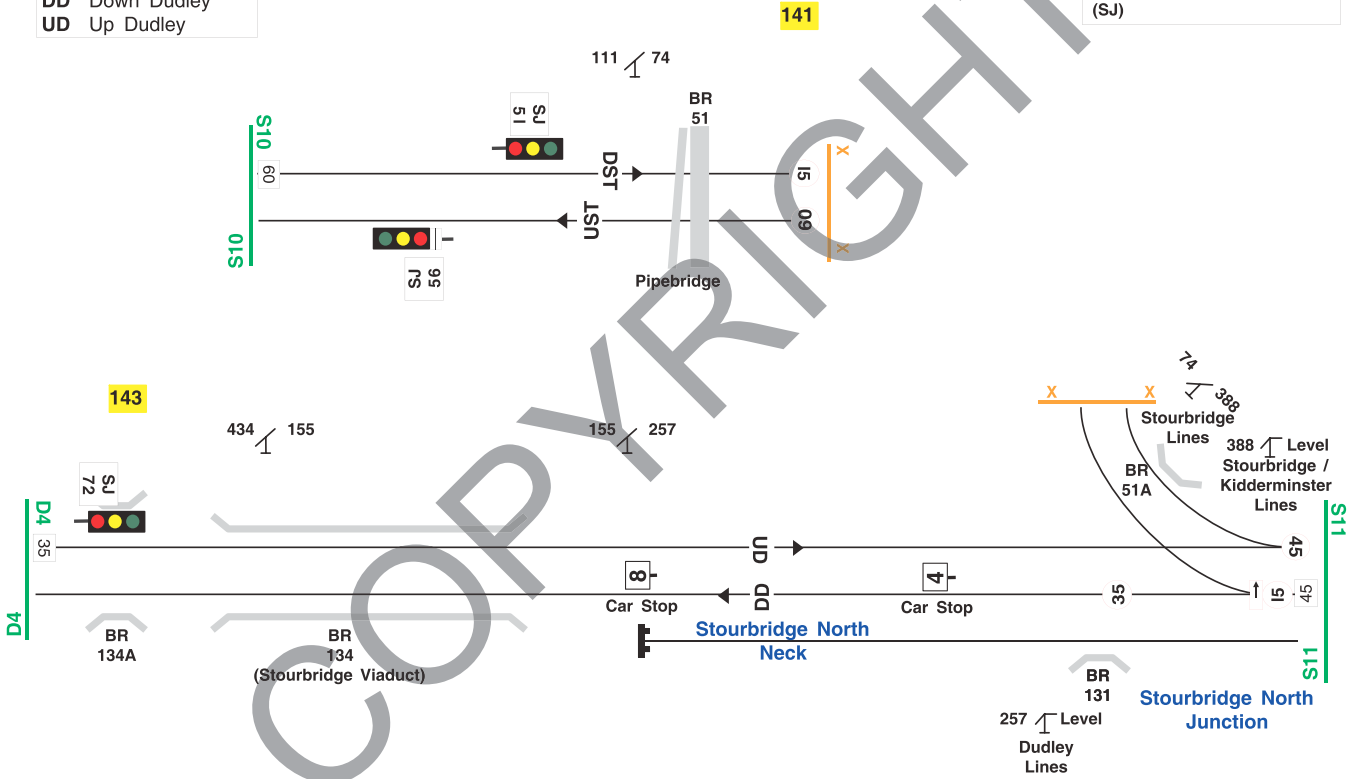 DD Down Dudley
UD Up Dudley
141
(SJ)
111 74
BR
51
SJ
51
S10
60
DST
15
X
S10
UST
60
X
SJ
56
Pipebridge
143
434 155
155 257
X X
74
388
Stourbridge
Lines
388 Level
Stourbridge /
Kidderminster
Lines
BR
51A
SJ
72
D4
35
UD
45
S11
D4
DD
8
Car Stop
4
Car Stop
35
15
45
S11
BR
134A
BR
134
(Stourbridge Viaduct)
Stourbridge North
Neck
BR
131
Stourbridge North
Junction
257 Level
Dudley
Lines
COPYRIGHT